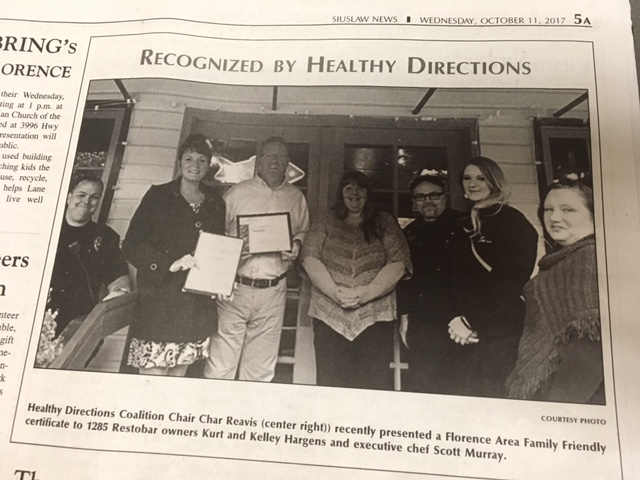 SIUSLAW NEWS ▮ WEDNESDAY, OCTOBER 11, 2017 5A
BRING's
ORENCE
their Wednesday,
ting at 1 p.m. at
an Church of the
ed at 3996 Hwy
resentation will
ublic.
used building
ching kids the
use, recycle,
helps Lane
live well
eers
n
nteer
ble,
gift
ne-
n-
rk
s
Th
RECOGNIZED BY HEALTHY DIRECTIONS
COURTESY PHOTO
Healthy Directions Coalition Chair Char Reavis (center right)) recently presented a Florence Area Family Friendly
certificate to 1285 Restobar owners Kurt and Kelley Hargens and executive chef Scott Murray.